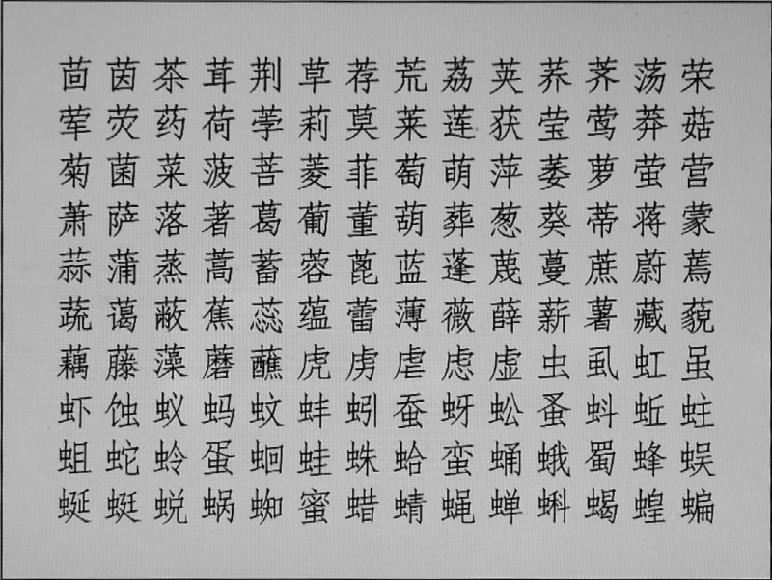 茴茵茶茸荆草荐荒荔荚荞荠荡荣
荤荧药荷荸莉莫莱莲获莹莺莽菇
菊菌菜菠菩菱菲萄萌萍萎萝萤营
萧萨落著葛葡董葫葬葱葵蒂蒋蒙
蒜蒲蒸蒿蓄蓉蓖蓝蓬蔑蔓蔗蔚蔫
蔬蔼蔽蕉蕊蕴蕾薄薇薛薪薯藏藐
藕藤藻蘑蘸虎虏虐虑虚虫虱虹虽
虾蚀蚁蚂蚊蚌蚓蚕蚜蚣蚤蚪蚯蛀
蛆蛇蛉蛋蛔蛙蛛蛤蛮蛹蛾蜀蜂蜈
蜒蜓蜕蜗蜘蜜蜡蜻蝇蝉蝌蝎蝗蝙